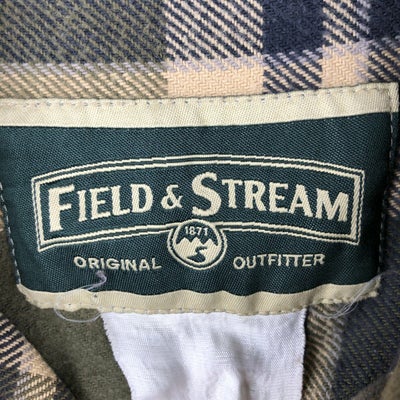 FIELD & STREAM
1871
ORIGINAL OUTFITTER